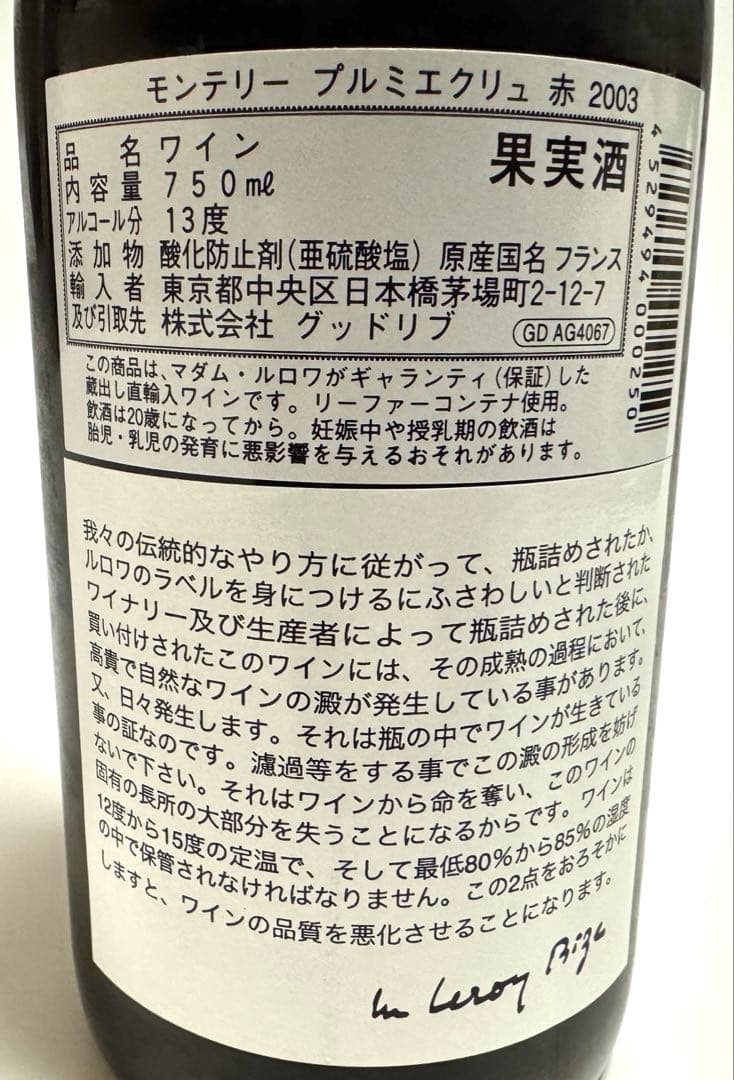 モンテリー プルミエクリュ 赤 2003
果実酒
品名 ワイン
内容量 750ml
アルコール分 13度
添加物 酸化防止剤(亜硫酸塩) 原産国名 フランス
輸入者 東京都中央区日本橋茅場町2-12-7
及び引取先 株式会社 グッドリブ GD AG4067
4529494000250
この商品は、マダム・ルロワがギャランティ(保証)した
蔵出し直輸入ワインです。リーファーコンテナ使用。
飲酒は20歳になってから。妊娠中や授乳期の飲酒は
胎児・乳児の発育に悪影響を与えるおそれがあります。
我々の伝統的なやり方に従がって、瓶詰めされたか、
ルロワのラベルを身につけるにふさわしいと判断された
ワイナリー及び生産者によって瓶詰めされた後に、
買い付けされたこのワインには、その成熟の過程において、
高貴で自然なワインの澱が発生している事があります。
又、日々発生します。それは瓶の中でワインが生きている
事の証なのです。濾過等をする事でこの澱の形成を妨げ
ないで下さい。それはワインから命を奪い、このワインの
固有の長所の大部分を失うことになるからです。ワインは
12度から15度の定温で、そして最低80%から85%の湿度
の中で保管されなければなりません。この2点をおろそかに
しますと、ワインの品質を悪化させることになります。
Leroy Bize